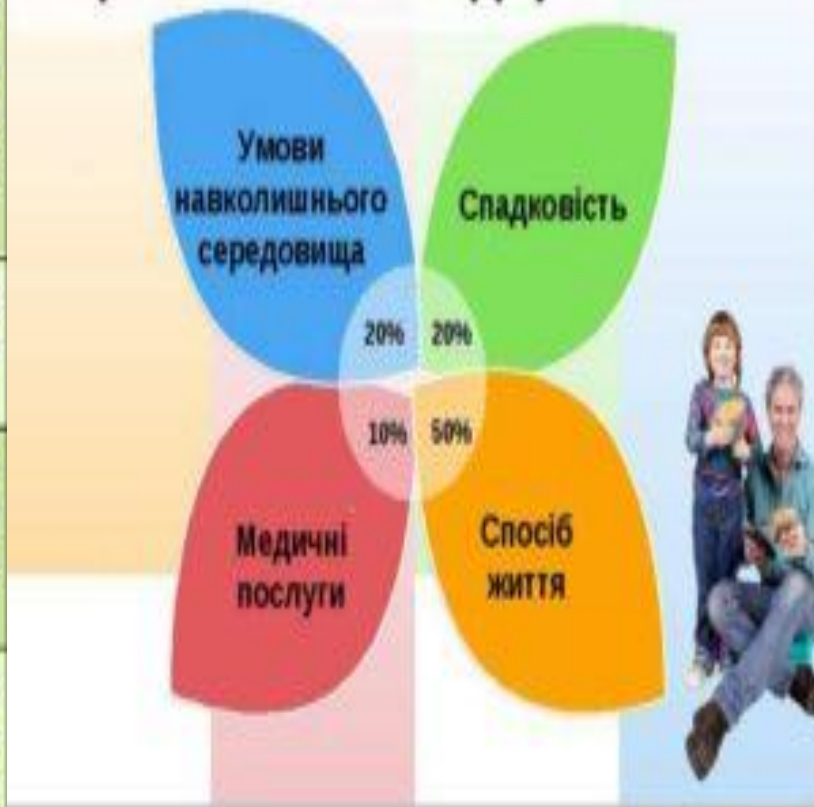 Умови
навколишнього
середовища
Спадковість
20%
20%
10%
50%
Медичні
послуги
Спосіб
життя